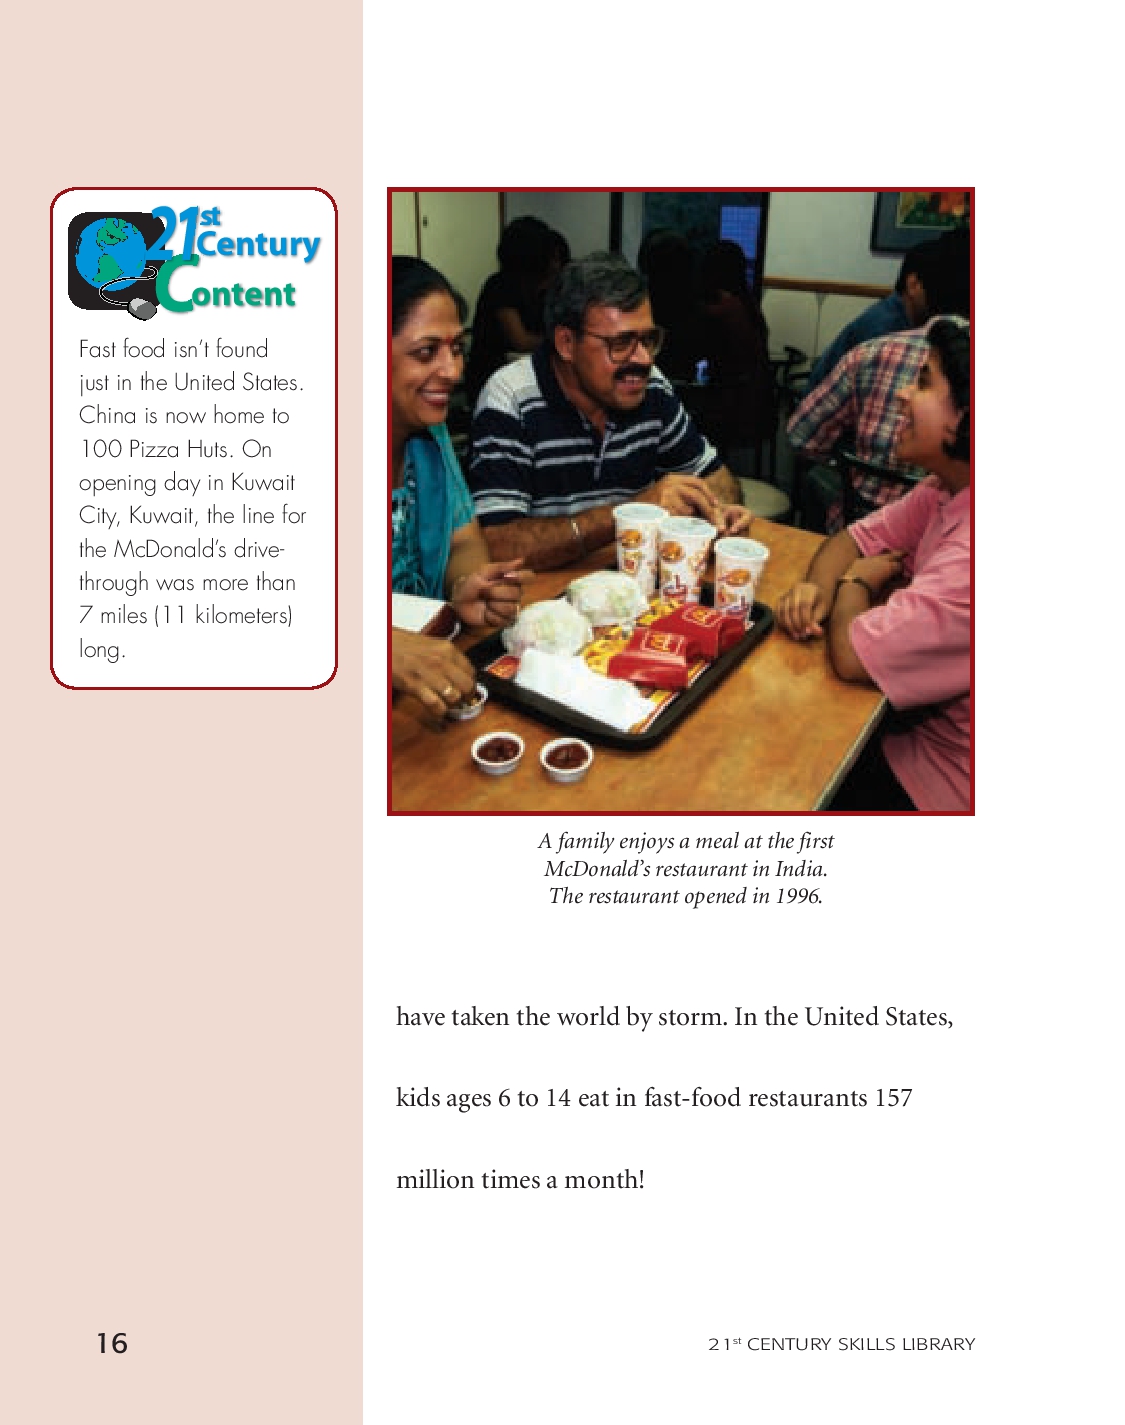 21st
Century
Content
Fast food isn’t found
just in the United States.
China is now home to
100 Pizza Huts. On
opening day in Kuwait
City, Kuwait, the line for
the McDonald’s drive-
through was more than
7 miles (11 kilometers)
long.
A family enjoys a meal at the first
McDonald’s restaurant in India.
The restaurant opened in 1996.
have taken the world by storm. In the United States,
kids ages 6 to 14 eat in fast-food restaurants 157
million times a month!
16
21st CENTURY SKILLS LIBRARY